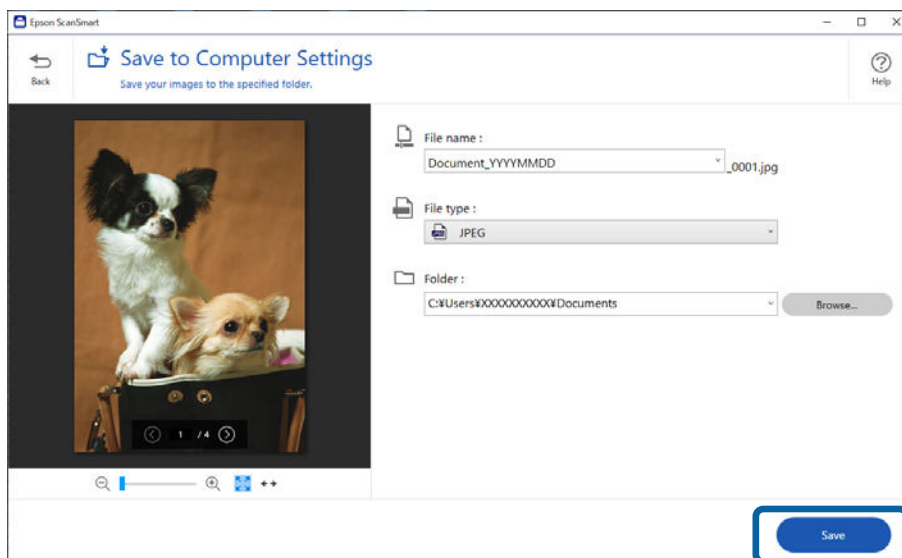 Epson ScanSmart
Back
Save to Computer Settings
Save your images to the specified folder.
Help
File name :
Document_YYYYMMDD
_0001.jpg
File type :
JPEG
Folder :
C:¥Users¥XXXXXXXXXX¥Documents
Browse...
1 / 4
Save